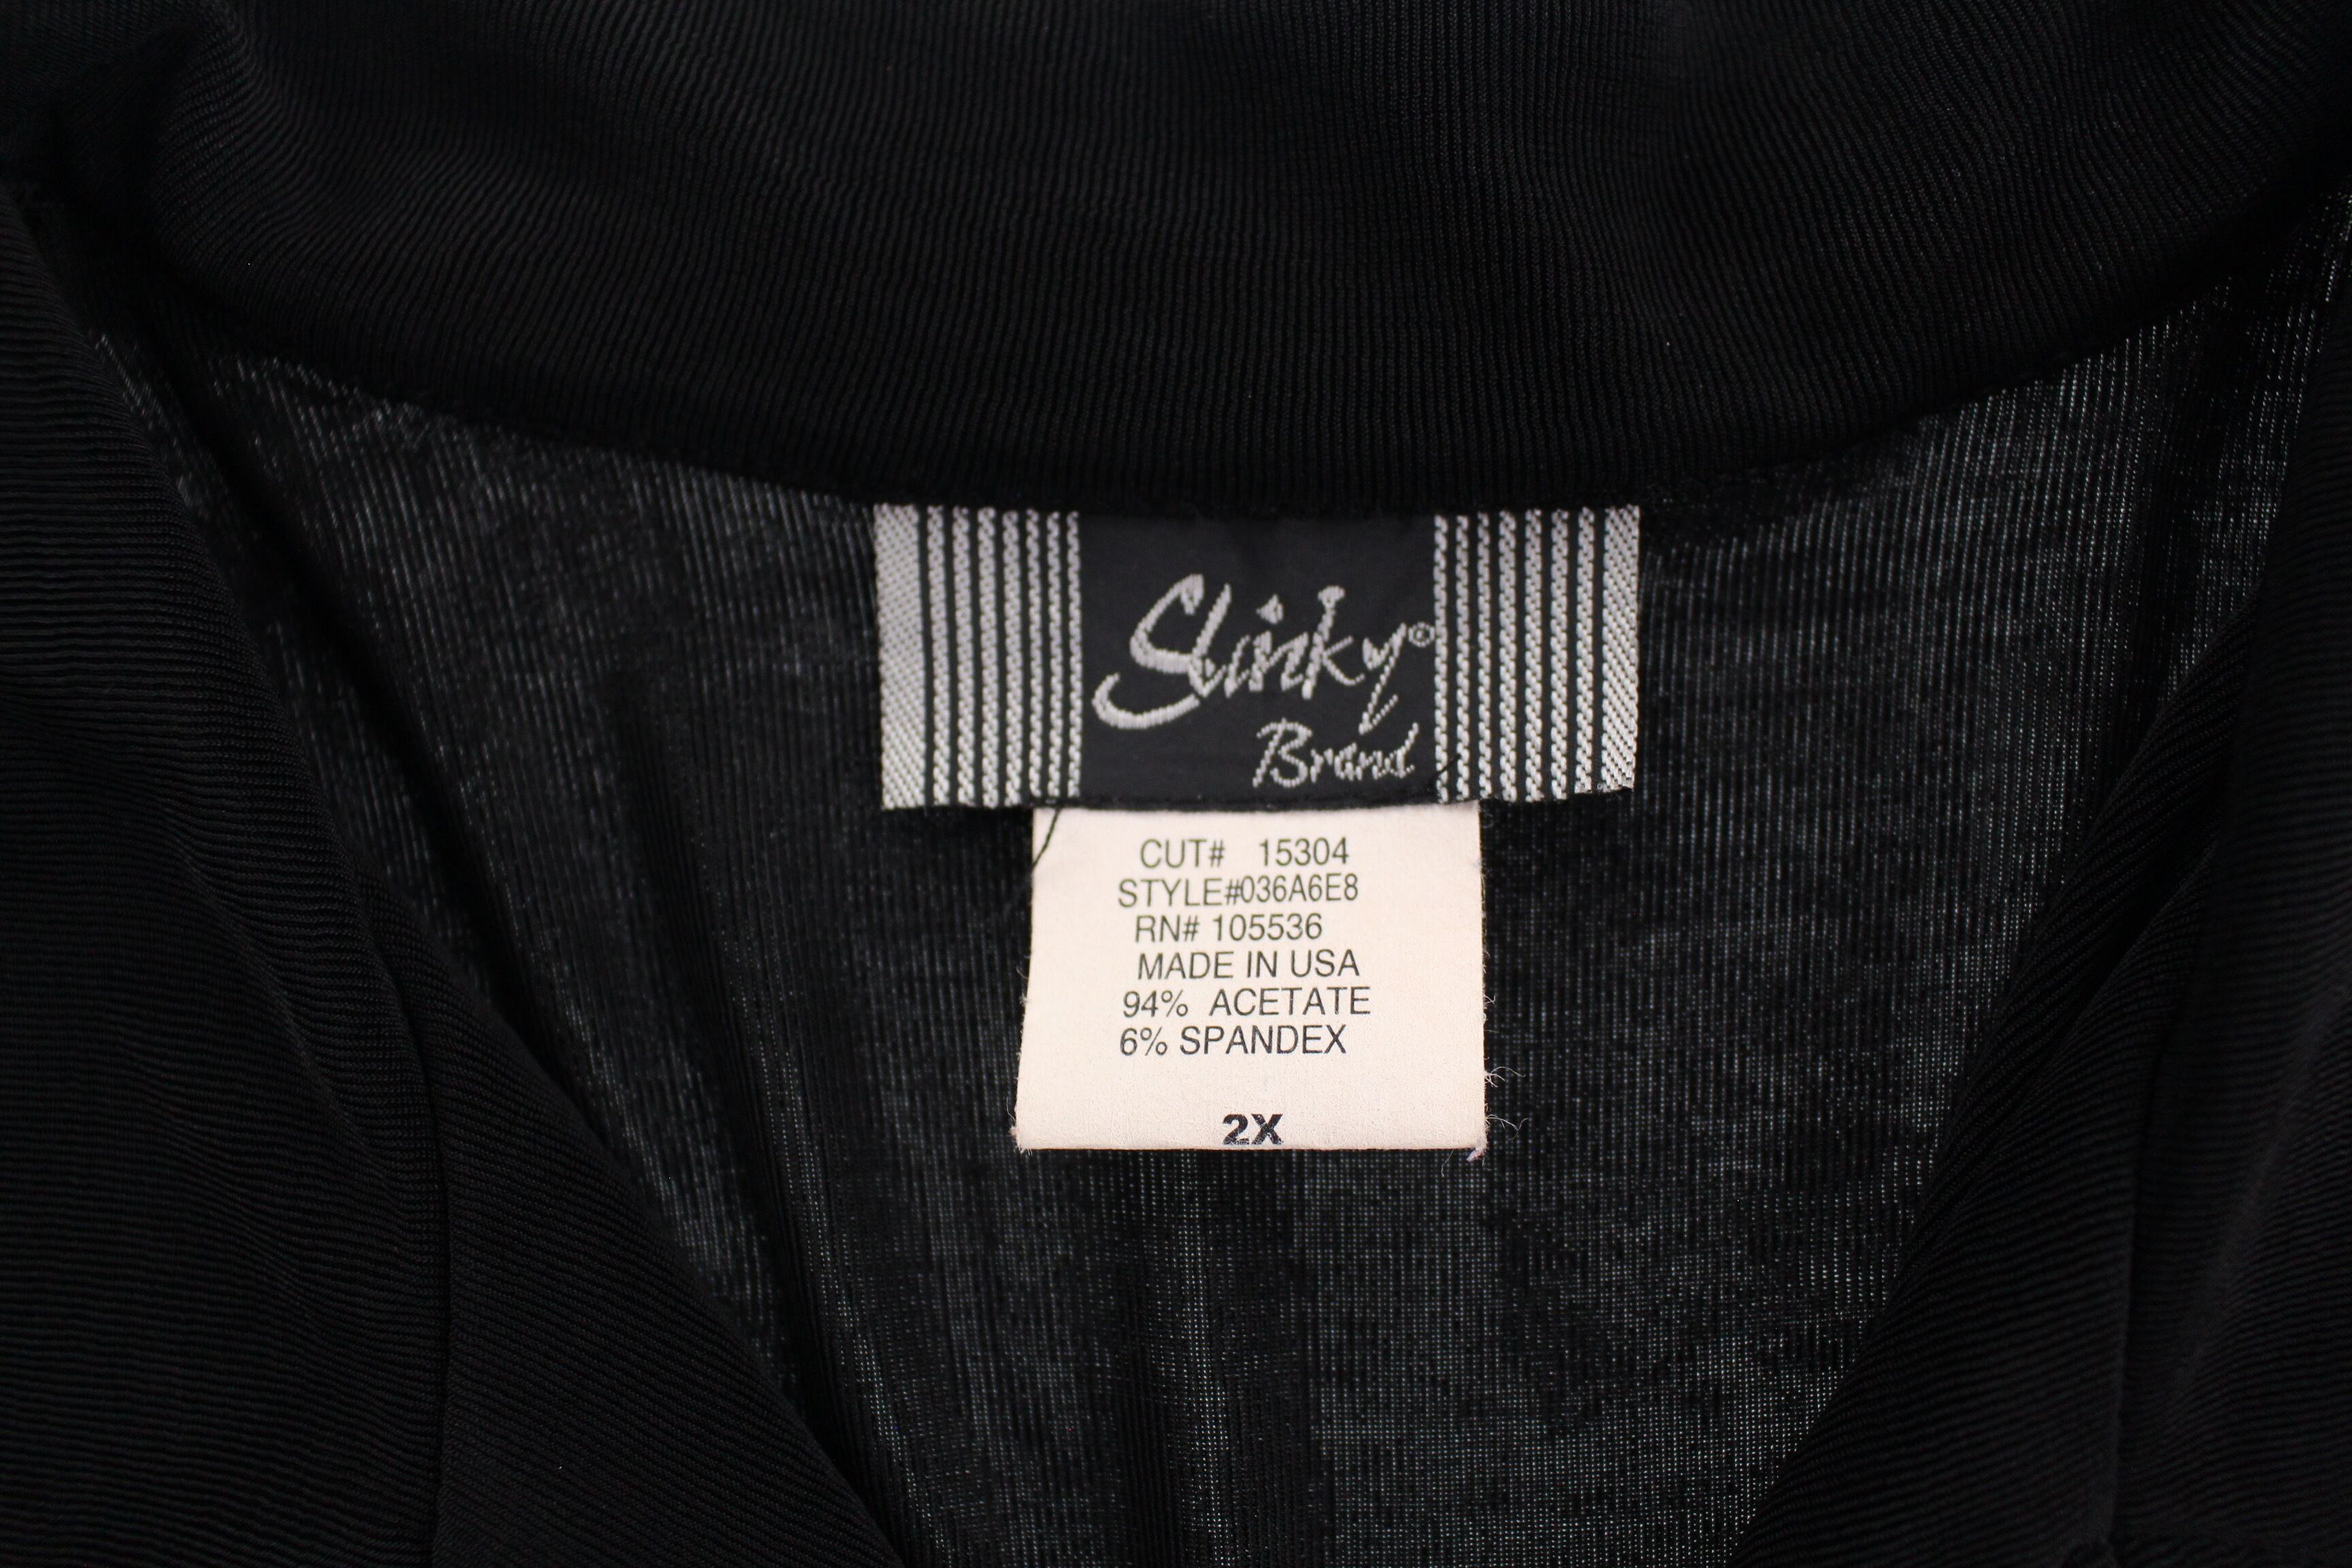 Slinky©
Brand
CUT# 15304
STYLE#036A6E8
RN# 105536
MADE IN USA
94% ACETATE
6% SPANDEX
2X